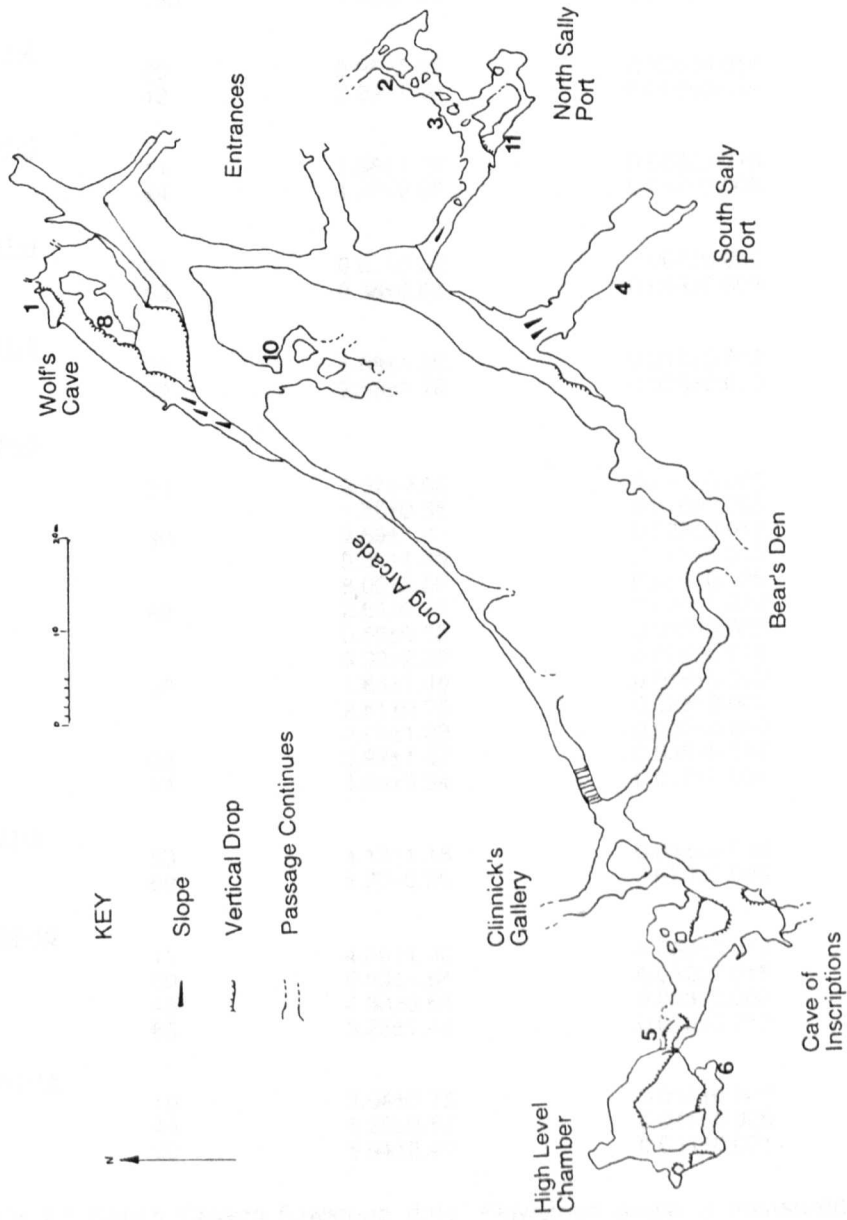 Wolf's
Cave
1
8
Entrances
2
3
North Sally
Port
11
10
South Sally
Port
4
Long Arcade
Bear's Den
0
10
20m
KEY
Slope
Vertical Drop
Passage Continues
Clinnick's
Gallery
5
6
Cave of
Inscriptions
High Level
Chamber
N